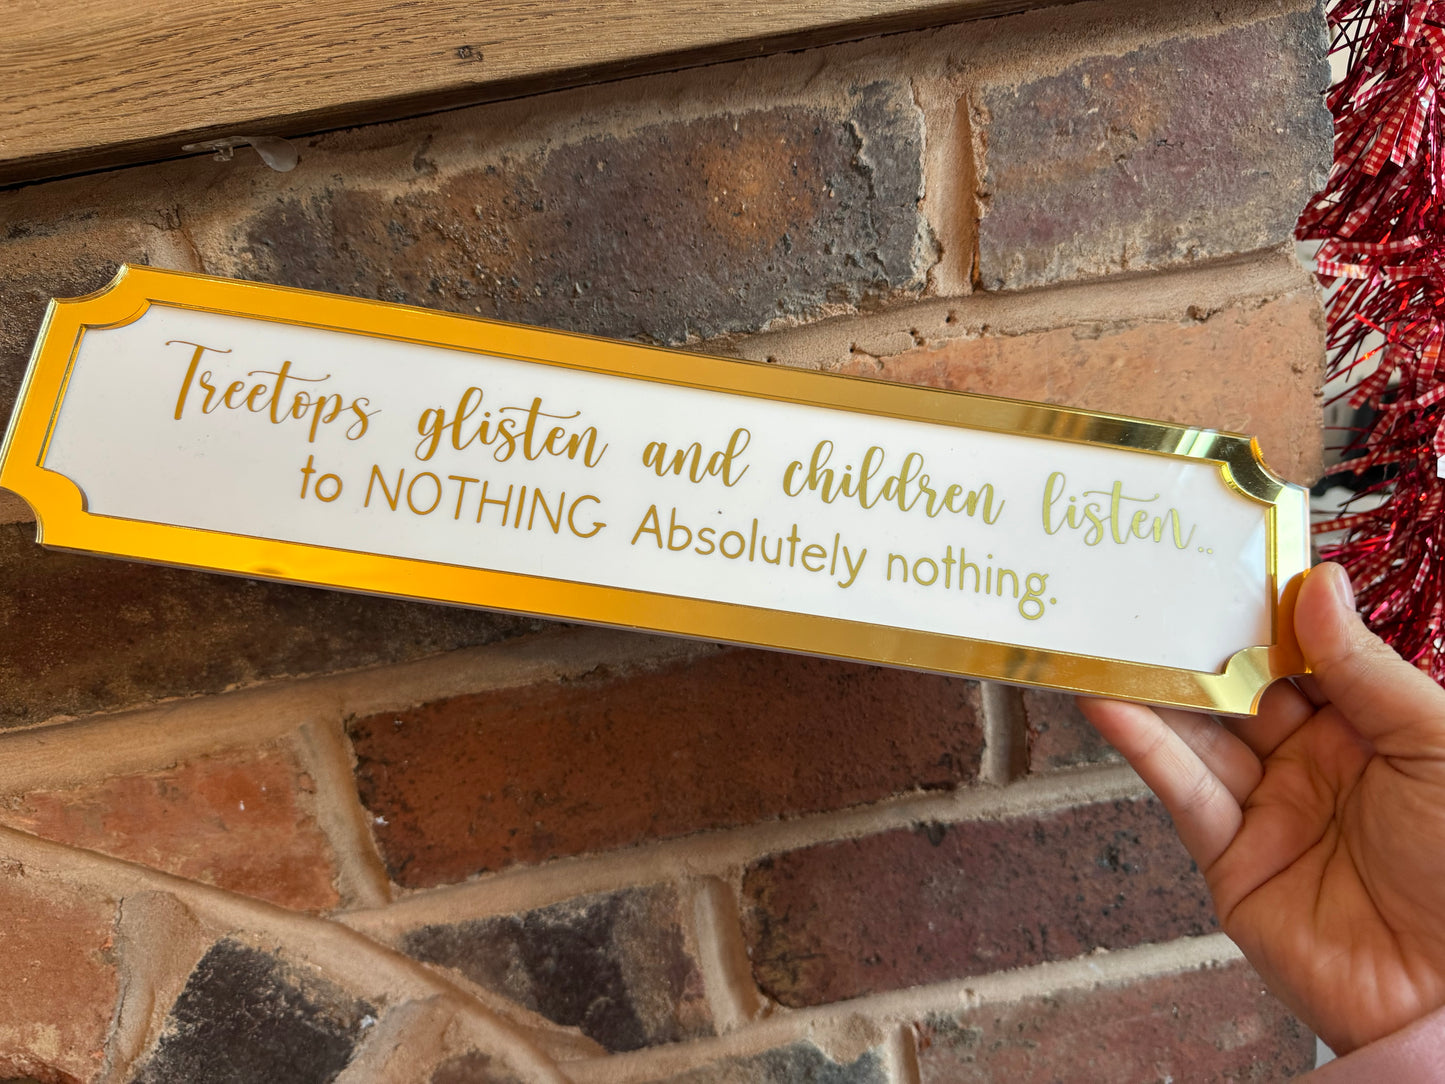 Treetops glisten and children listen..
to NOTHING Absolutely nothing.